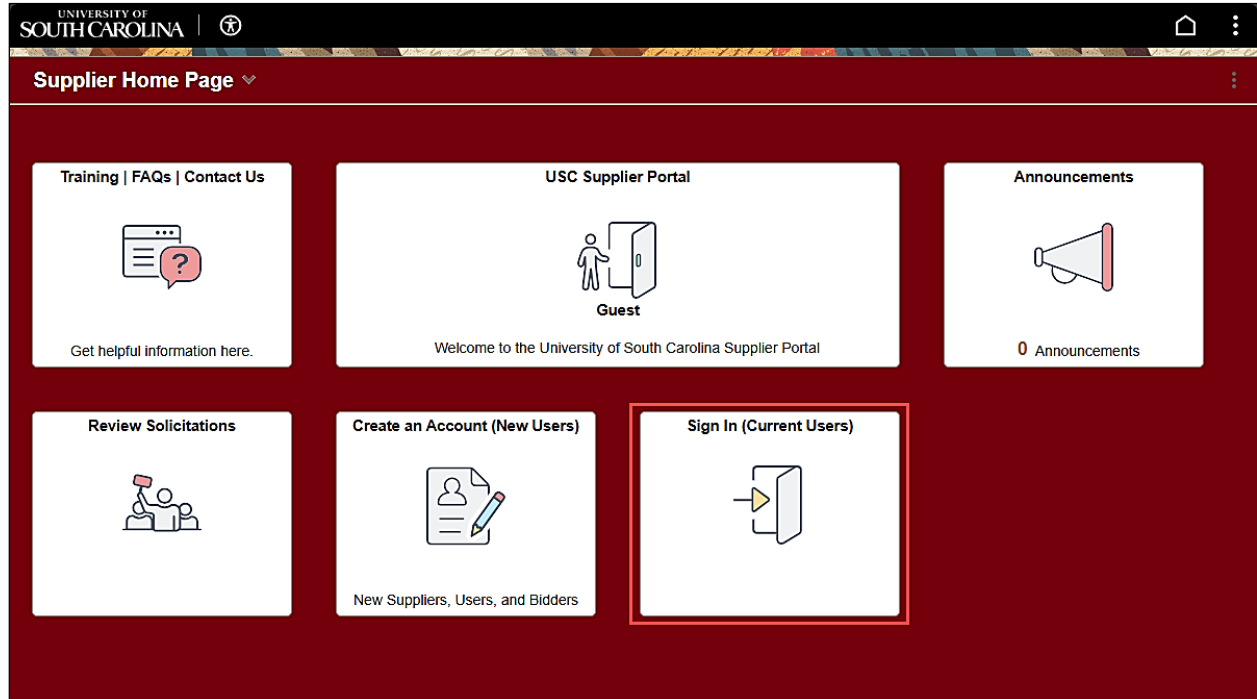 UNIVERSITY OF
SOUTH CAROLINA
Supplier Home Page
Training | FAQs | Contact Us
?
Get helpful information here.
USC Supplier Portal
Guest
Welcome to the University of South Carolina Supplier Portal
Announcements
0 Announcements
Review Solicitations
Create an Account (New Users)
New Suppliers, Users, and Bidders
Sign In (Current Users)